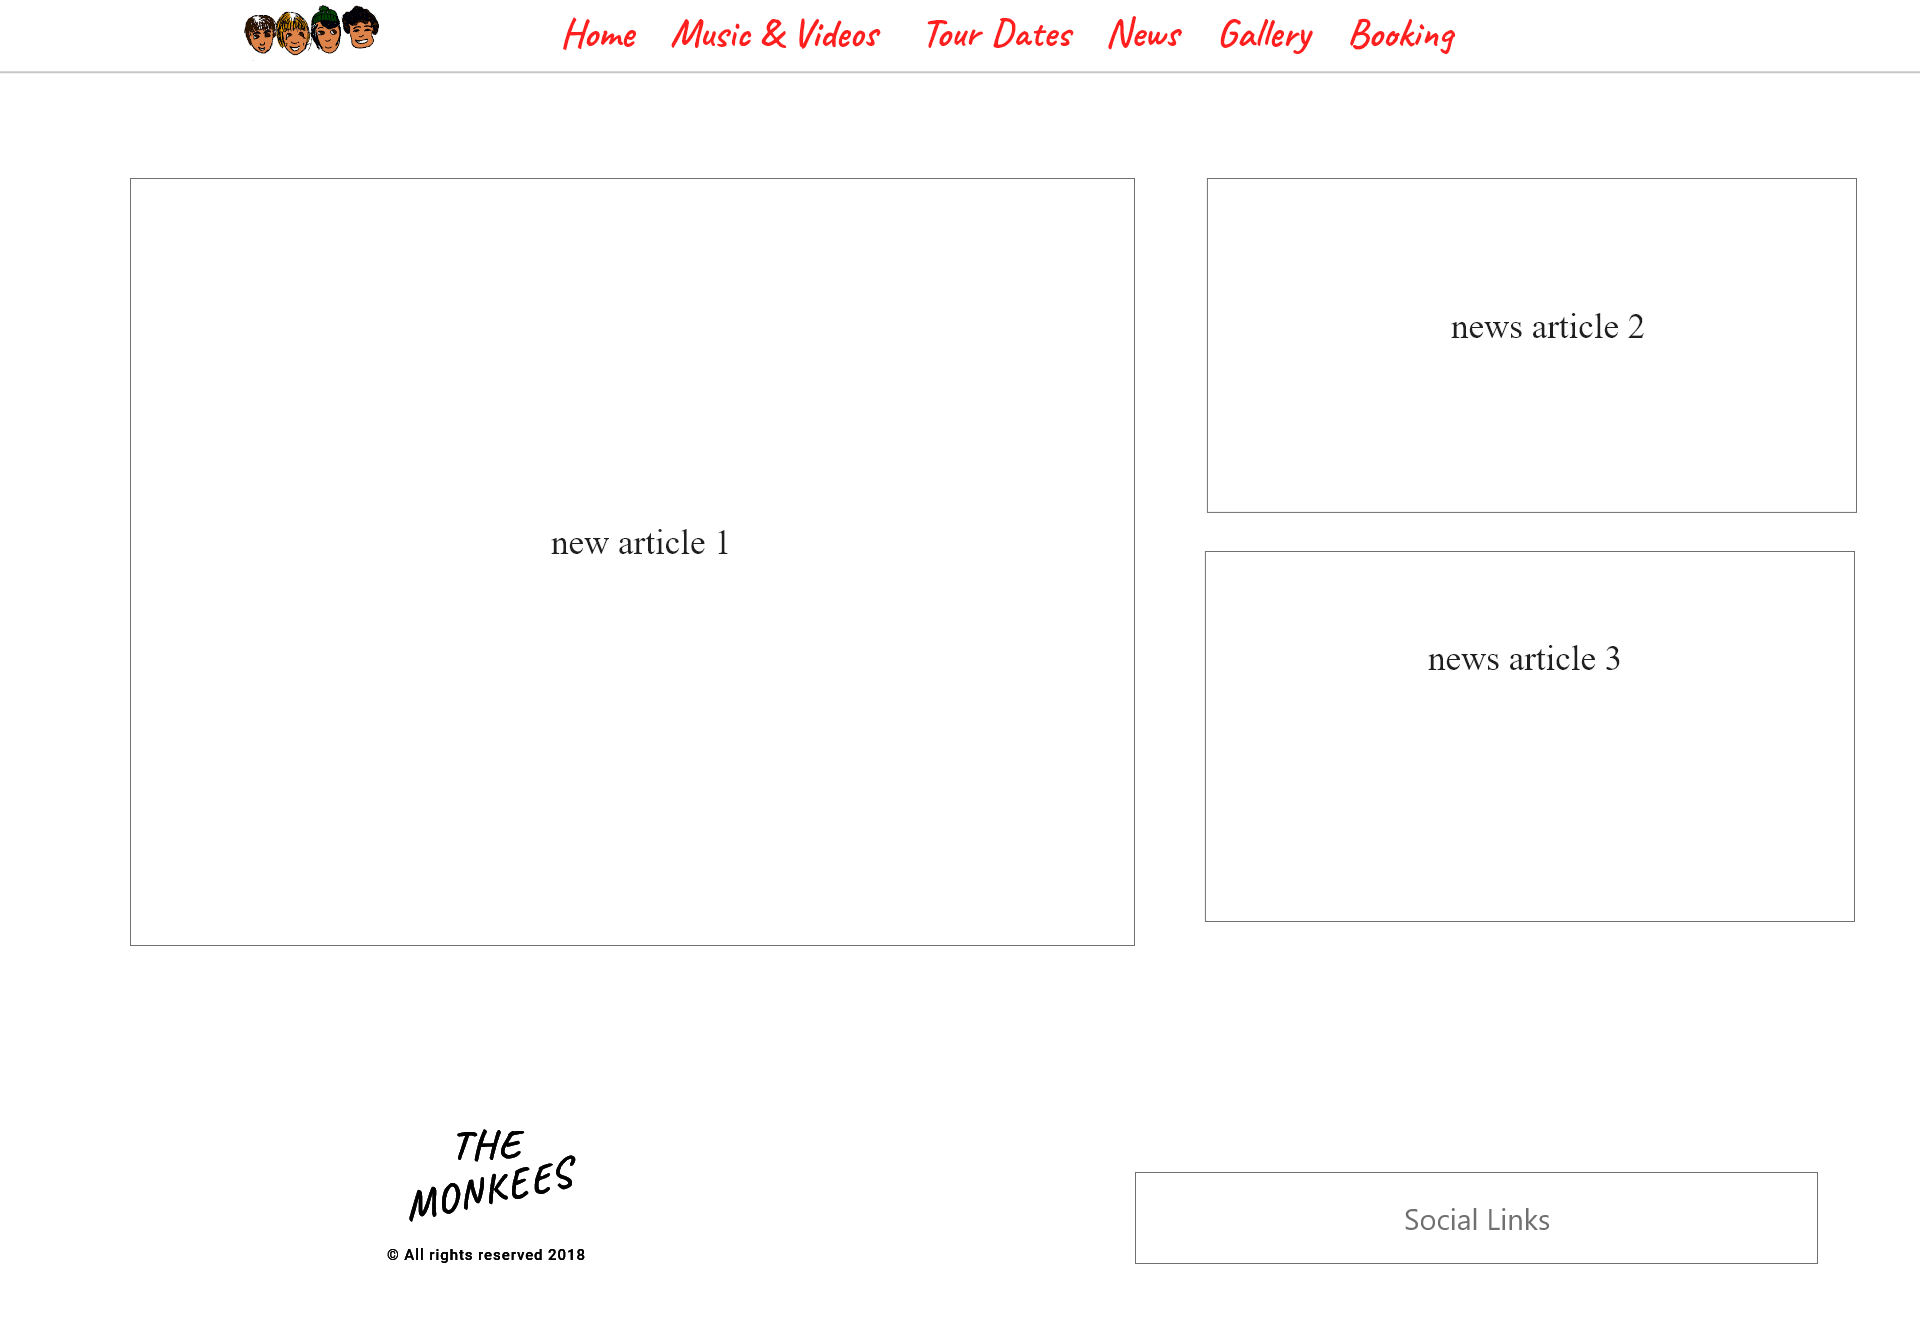 Home Music & Videos Tour Dates News Gallery Booking
new article 1
news article 2
news article 3
THE
MONKEES
© All rights reserved 2018
Social Links